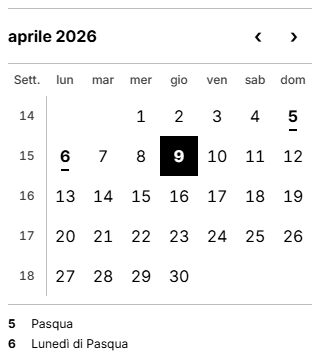 aprile 2026 ‹ ›
Sett. lun mar mer gio ven sab dom
14 1 2 3 4 5
15 6 7 8 9 10 11 12
16 13 14 15 16 17 18 19
17 20 21 22 23 24 25 26
18 27 28 29 30
5 Pasqua
6 Lunedì di Pasqua